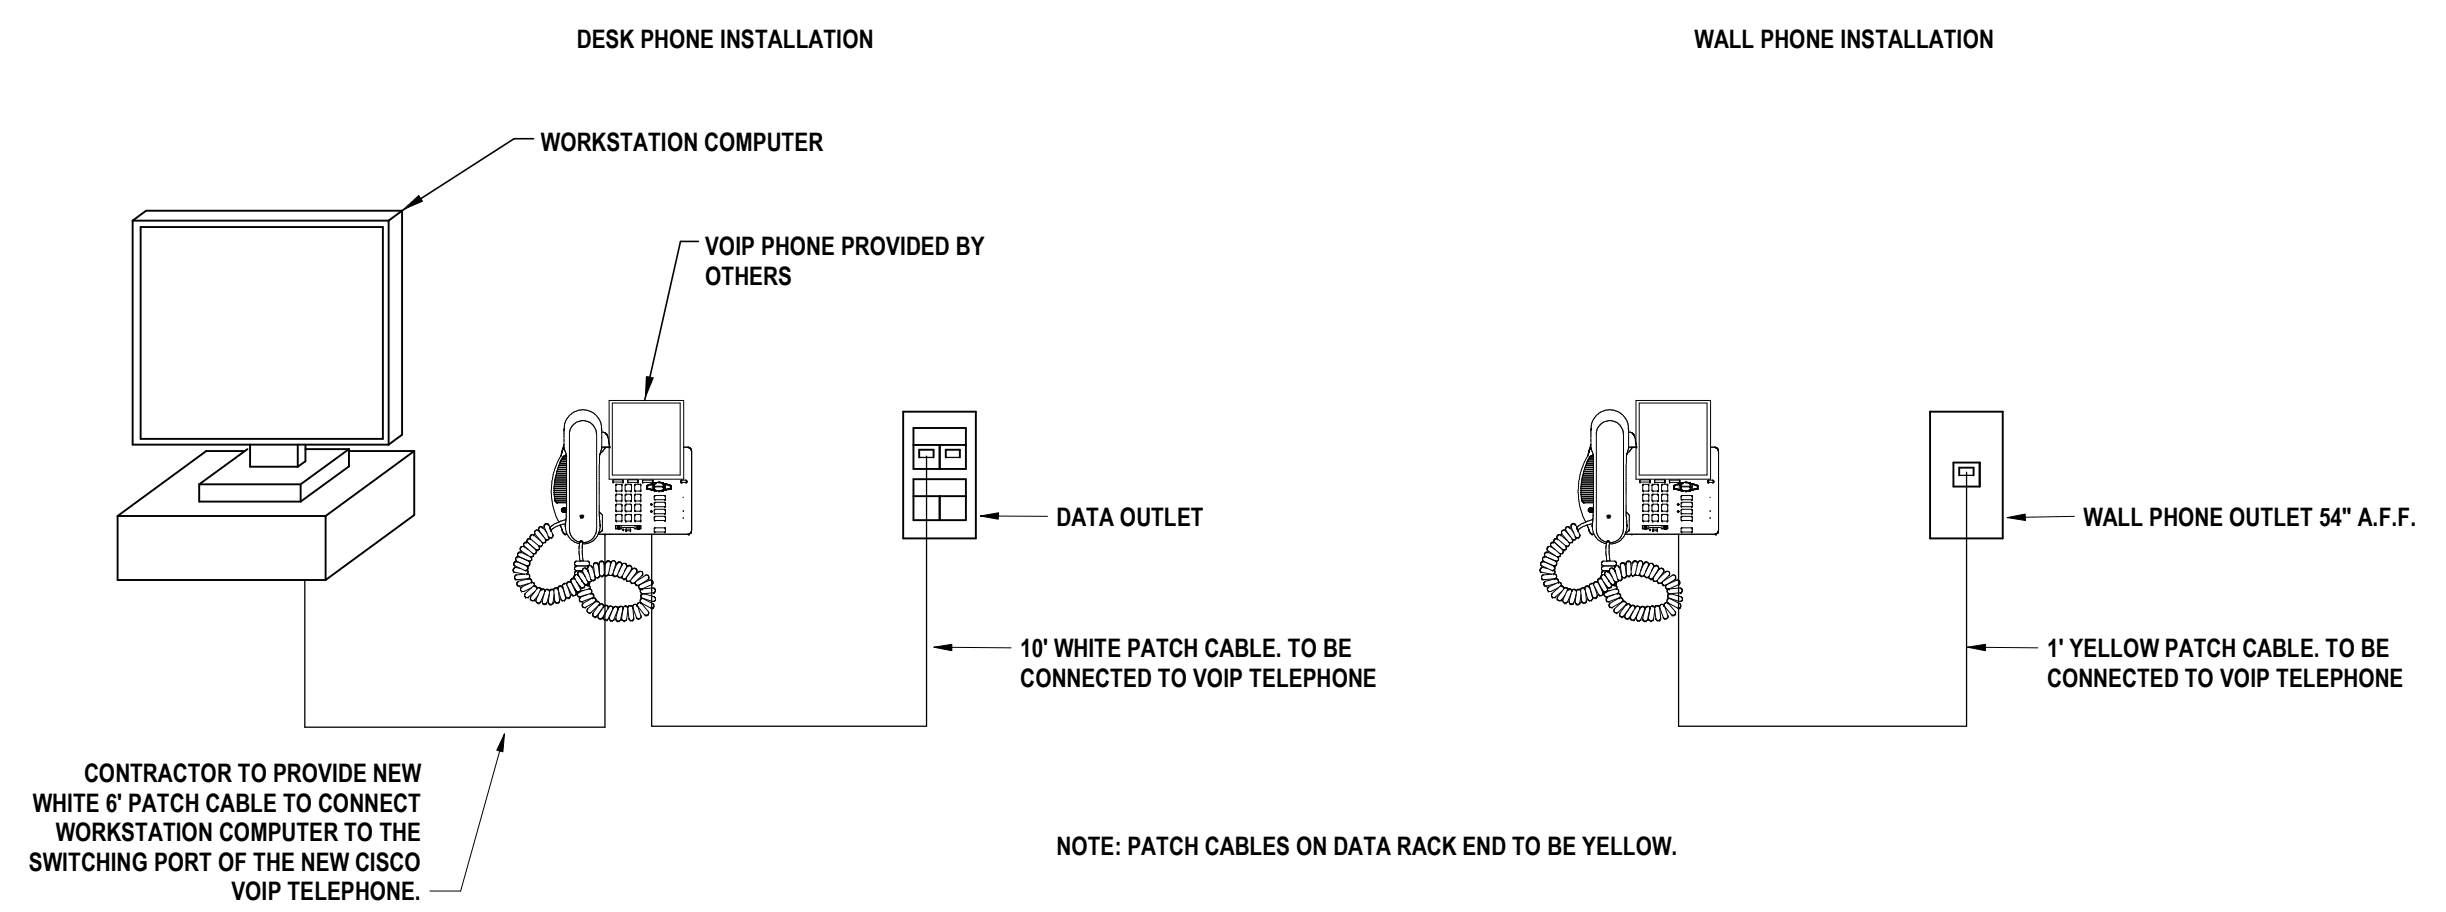 DESK PHONE INSTALLATION
WORKSTATION COMPUTER
VOIP PHONE PROVIDED BY
OTHERS
DATA OUTLET
10' WHITE PATCH CABLE. TO BE
CONNECTED TO VOIP TELEPHONE
CONTRACTOR TO PROVIDE NEW
WHITE 6' PATCH CABLE TO CONNECT
WORKSTATION COMPUTER TO THE
SWITCHING PORT OF THE NEW CISCO
VOIP TELEPHONE.
WALL PHONE INSTALLATION
WALL PHONE OUTLET 54" A.F.F.
1' YELLOW PATCH CABLE. TO BE
CONNECTED TO VOIP TELEPHONE
NOTE: PATCH CABLES ON DATA RACK END TO BE YELLOW.